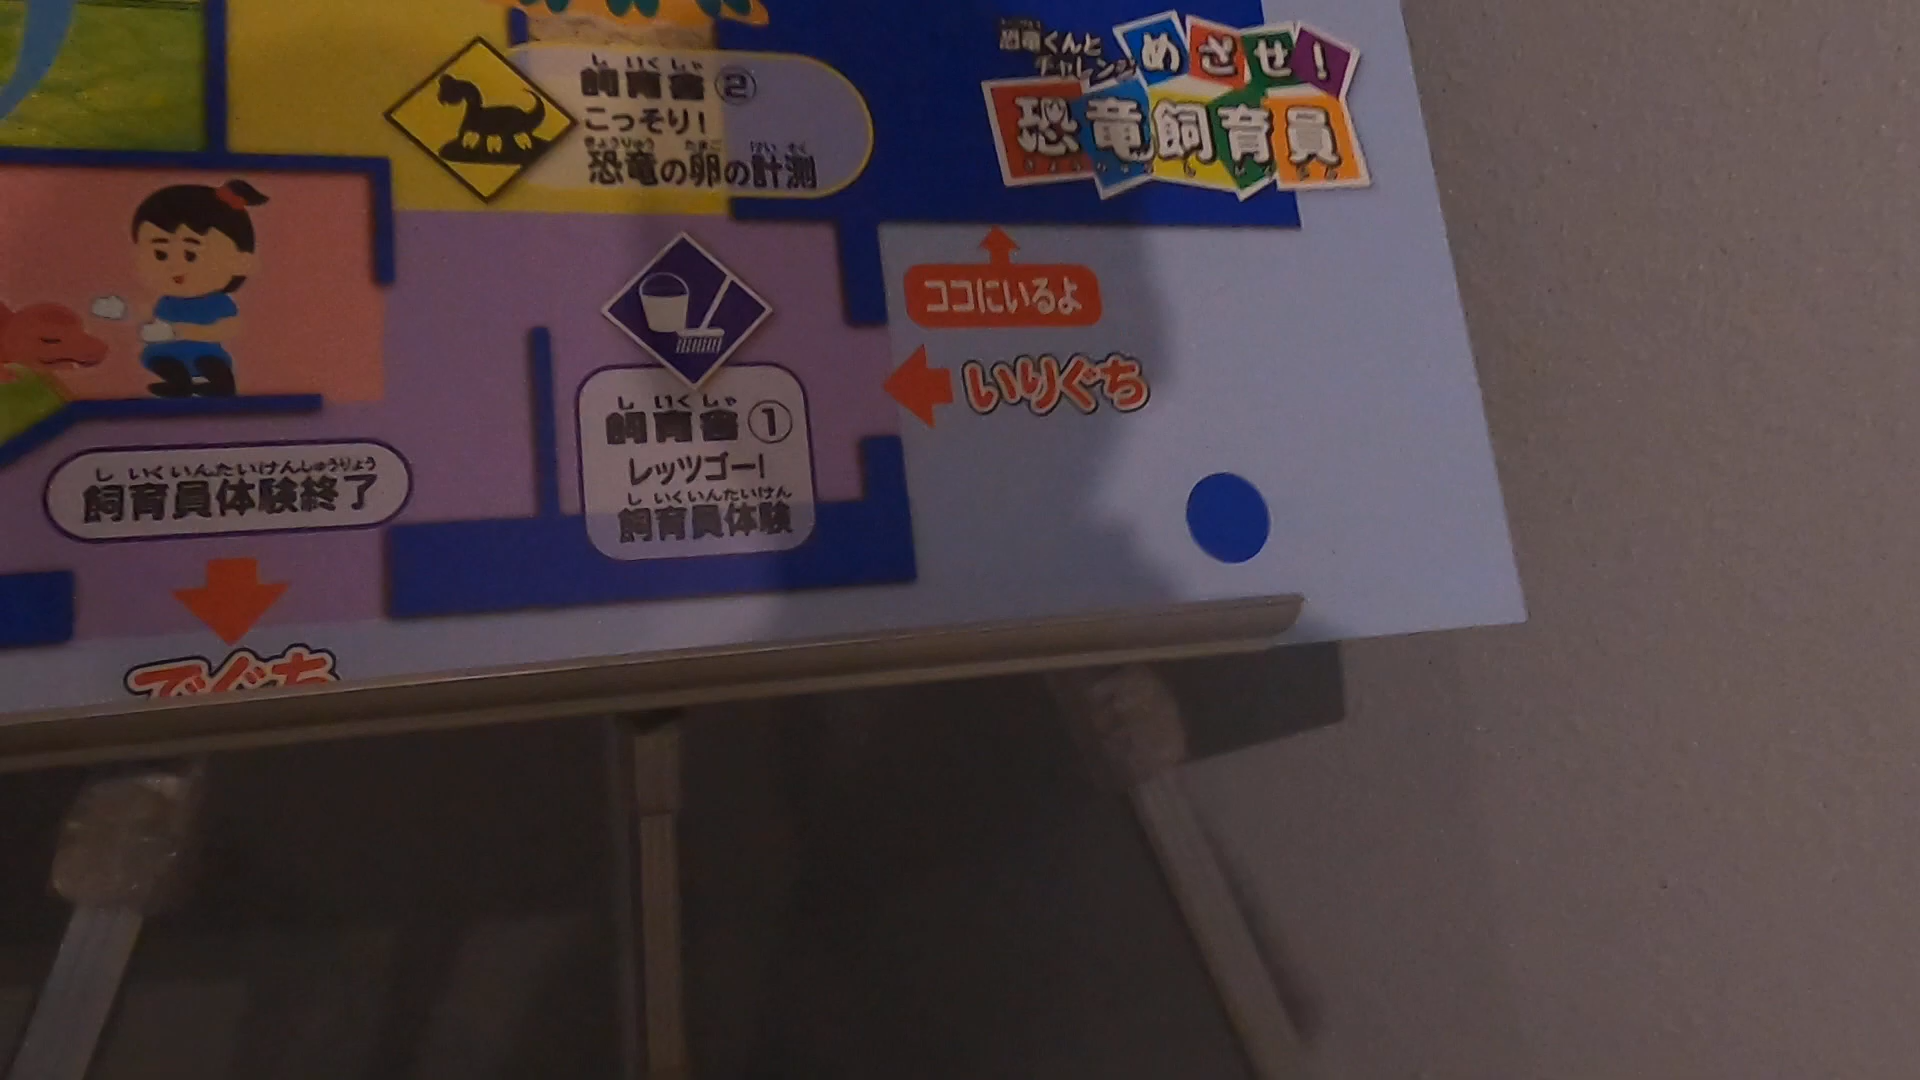 恐竜くんと
チャレンジ
めざせ!
恐竜飼育員
しいくしゃ
飼育舎②
こっそり!
きょうりゅう たまご けいそく
恐竜の卵の計測
ココにいるよ
いりぐち
しいくしゃ
飼育舎①
レッツゴー!
しいくいんたいけん
飼育員体験
しいくいんたいけんしゅうりょう
飼育員体験終了
でぐち